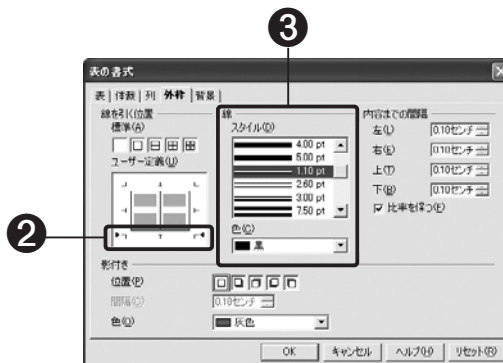 ❸
表の書式
表 体裁 列 外枠 背景
線を引く位置
標準(A)
ユーザー定義(U)
❷
線
スタイル(D)
4.00 pt
5.00 pt
1.10 pt
2.60 pt
3.00 pt
7.50 pt
色(C)
黒
内容までの間隔
左(L) 0.10センチ
右(E) 0.10センチ
上(T) 0.10センチ
下(B) 0.10センチ
比率を保つ(F)
影付き
位置(P)
間隔(G) 0.18センチ
色(O) 灰色
OK キャンセル ヘルプ(H) リセット(R)